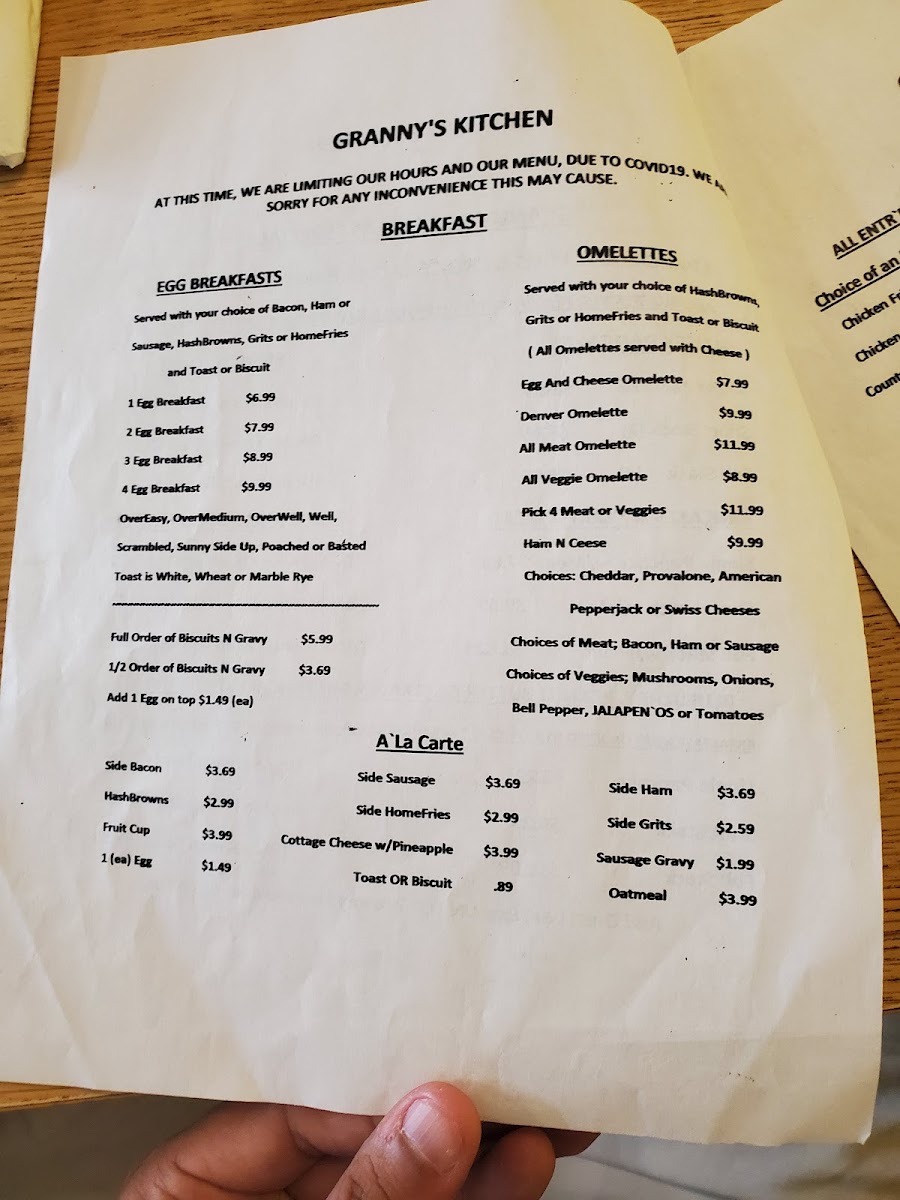 GRANNY'S KITCHEN
AT THIS TIME, WE ARE LIMITING OUR HOURS AND OUR MENU, DUE TO COVID19. WE
SORRY FOR ANY INCONVENIENCE THIS MAY CAUSE.
BREAKFAST
EGG BREAKFASTS
Served with your choice of Bacon, Ham or
Sausage, HashBrowns, Grits or HomeFries
and Toast or Biscuit
1 Egg Breakfast $6.99
2 Egg Breakfast $7.99
3 Egg Breakfast $8.99
4 Egg Breakfast $9.99
OverEasy, OverMedium, OverWell, Well,
Scrambled, Sunny Side Up, Poached or Basted
Toast is White, Wheat or Marble Rye
Full Order of Biscuits N Gravy $5.99
1/2 Order of Biscuits N Gravy $3.69
Add 1 Egg on top $1.49 (ea)
OMELETTES
Served with your choice of HashBrowns,
Grits or HomeFries and Toast or Biscuit
( All Omelettes served with Cheese )
Egg And Cheese Omelette $7.99
Denver Omelette $9.99
All Meat Omelette $11.99
All Veggie Omelette $8.99
Pick 4 Meat or Veggies $11.99
Ham N Ceese $9.99
Choices: Cheddar, Provalone, American
Pepperjack or Swiss Cheeses
Choices of Meat; Bacon, Ham or Sausage
Choices of Veggies; Mushrooms, Onions,
Bell Pepper, JALAPEN`OS or Tomatoes
A`La Carte
Side Bacon $3.69
HashBrowns $2.99
Fruit Cup $3.99
1 (ea) Egg $1.49
Side Sausage $3.69
Side HomeFries $2.99
Cottage Cheese w/Pineapple $3.99
Toast OR Biscuit .89
Side Ham $3.69
Side Grits $2.59
Sausage Gravy $1.99
Oatmeal $3.99
ALL
Choice of an
Chicken
Chicken